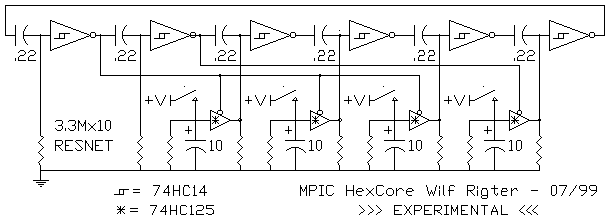 .22 .22 .22 .22 .22 .22
+V +V +V +V
3.3Mx10
RESNET
+ 10 + 10 + 10 + 10
= 74HC14
MPIC HexCore Wilf Rigter - 07/99
* = 74HC125
>>> EXPERIMENTAL <<<